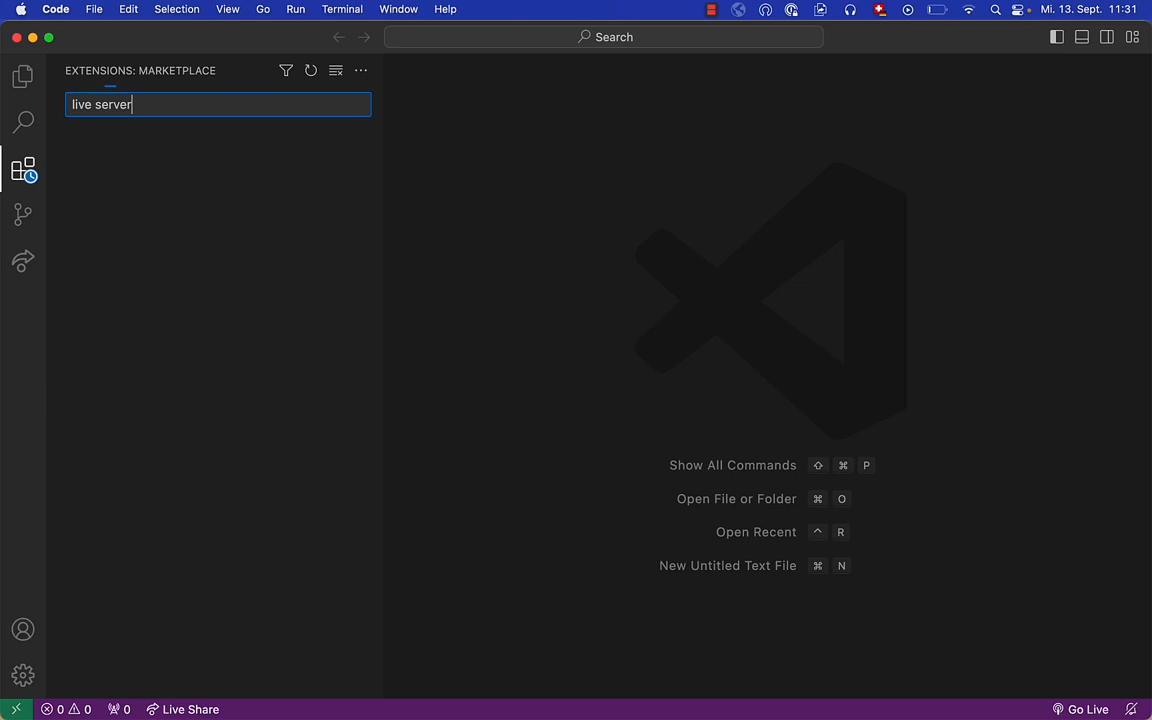 Code File Edit Selection View Go Run Terminal Window Help Mi. 13. Sept. 11:31
Search
EXTENSIONS: MARKETPLACE
live server
Show All Commands ⇧ ⌘ P
Open File or Folder ⌘ O
Open Recent ^ R
New Untitled Text File ⌘ N
0 0 0 Live Share Go Live